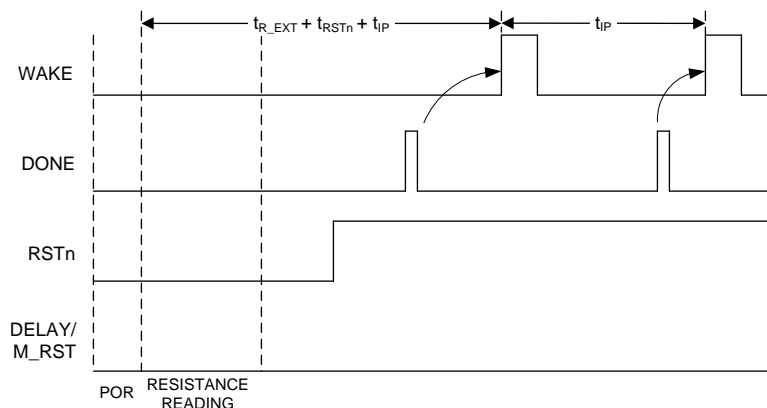 t_R_EXT + t_RSTn + t_IP
t_IP
WAKE
DONE
RSTn
DELAY/
M_RST
POR
RESISTANCE
READING